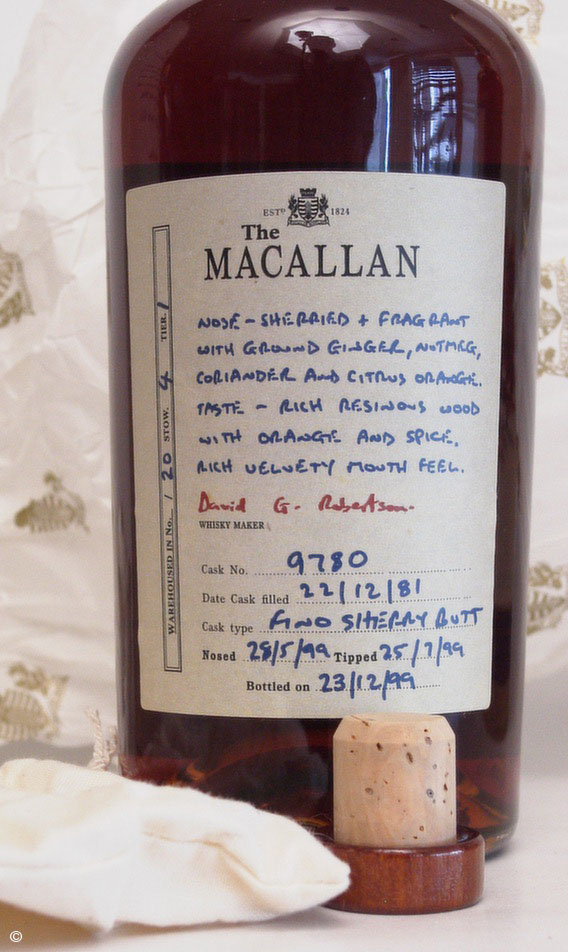 ESTD 1824
The
MACALLAN
NOSE - SHERRIED + FRAGRANT
WITH GROUND GINGER, NUTMEG,
CORIANDER AND CITRUS ORANGE.
TASTE - RICH RESINOUS WOOD
WITH ORANGE AND SPICE.
RICH VELVETY MOUTH FEEL.
David G. Robertson
WHISKY MAKER
Cask No. 9780
Date Cask filled 22/12/81
Cask type FINO SHERRY BUTT
Nosed 28/5/99 Tipped 25/7/99
Bottled on 23/12/99
WAREHOUSED IN No. 20 STOW. 4 TIER. 1
©